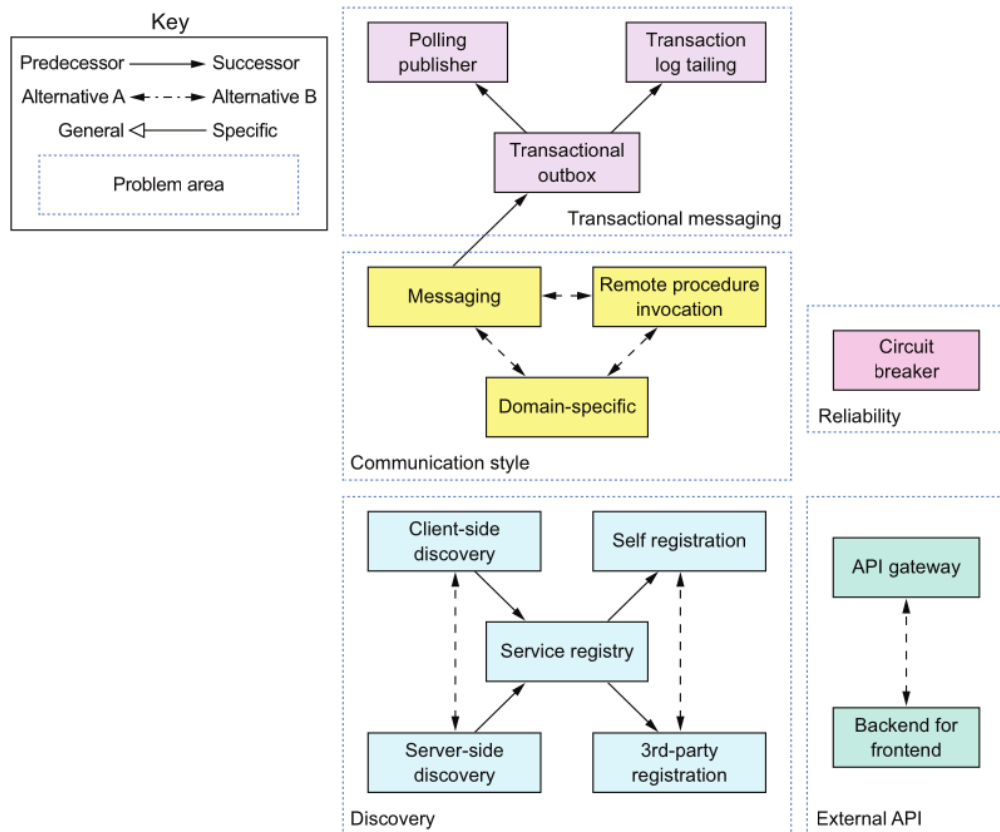 Key
Predecessor
Successor
Alternative A
Alternative B
General
Specific
Problem area
Polling
publisher
Transaction
log tailing
Transactional
outbox
Transactional messaging
Messaging
Remote procedure
invocation
Domain-specific
Communication style
Circuit
breaker
Reliability
Client-side
discovery
Self registration
Service registry
Server-side
discovery
3rd-party
registration
Discovery
API gateway
Backend for
frontend
External API